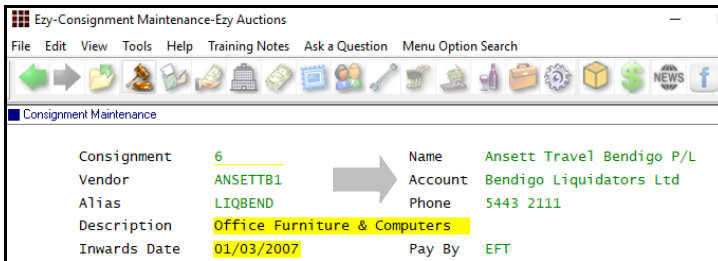 Ezy-Consignment Maintenance-Ezy Auctions
File Edit View Tools Help Training Notes Ask a Question Menu Option Search
NEWS f
Consignment Maintenance
Consignment 6 Name Ansett Travel Bendigo P/L
Vendor ANSETTB1 Account Bendigo Liquidators Ltd
Alias LIQBEND Phone 5443 2111
Description Office Furniture & Computers
Inwards Date 01/03/2007 Pay By EFT